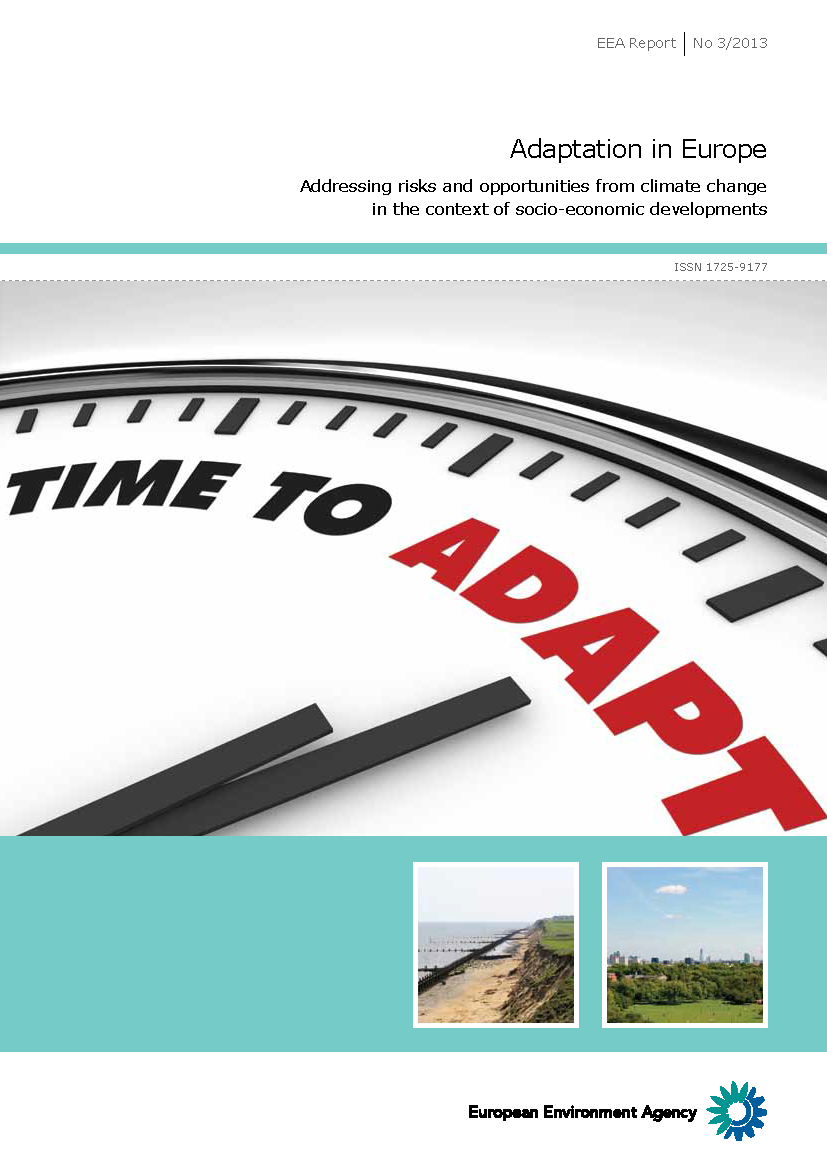 EEA Report | No 3/2013
Adaptation in Europe
Addressing risks and opportunities from climate change
in the context of socio-economic developments
ISSN 1725-9177
TIME TO ADAPT
European Environment Agency